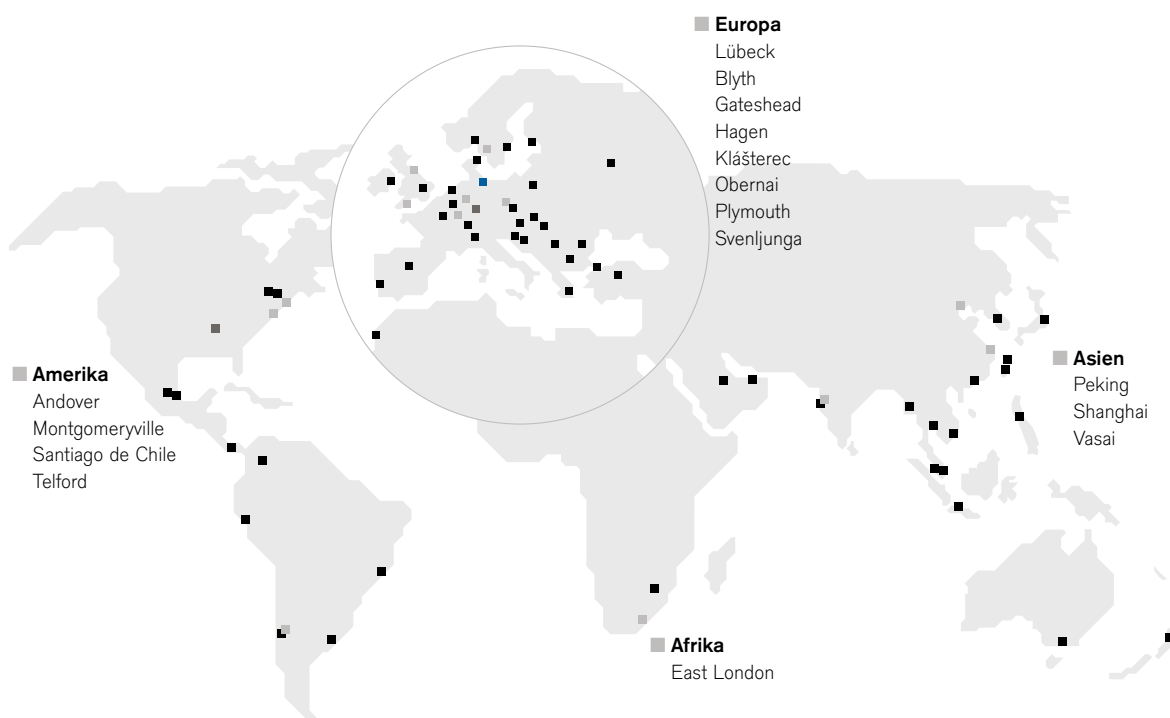 Europa
Lübeck
Blyth
Gateshead
Hagen
Klášterec
Obernai
Plymouth
Svenljunga
Amerika
Andover
Montgomeryville
Santiago de Chile
Telford
Asien
Peking
Shanghai
Vasai
Afrika
East London